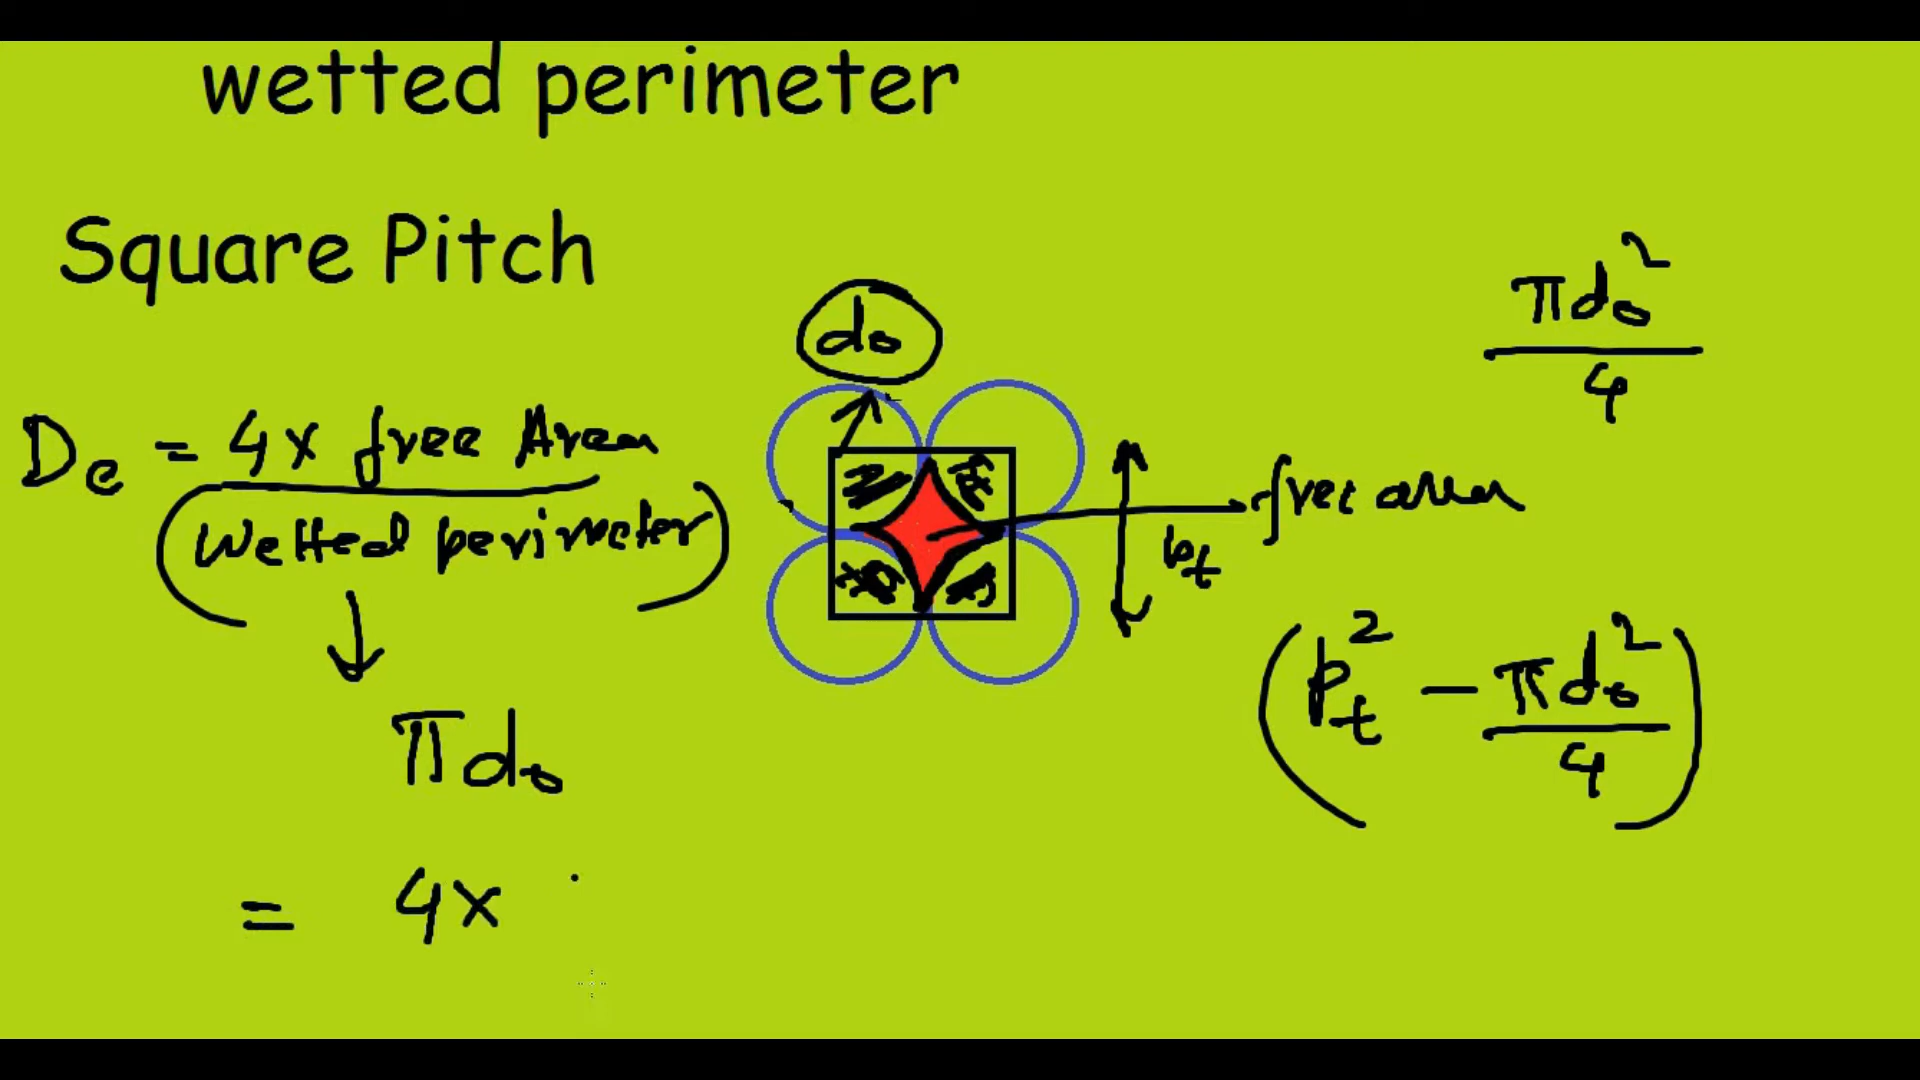 wetted perimeter
Square Pitch
do
πdo²
4
De = 4x free Area
wetted perimeter
free area
Pt
(Pt² - πdo²/4)
πdo
= 4x